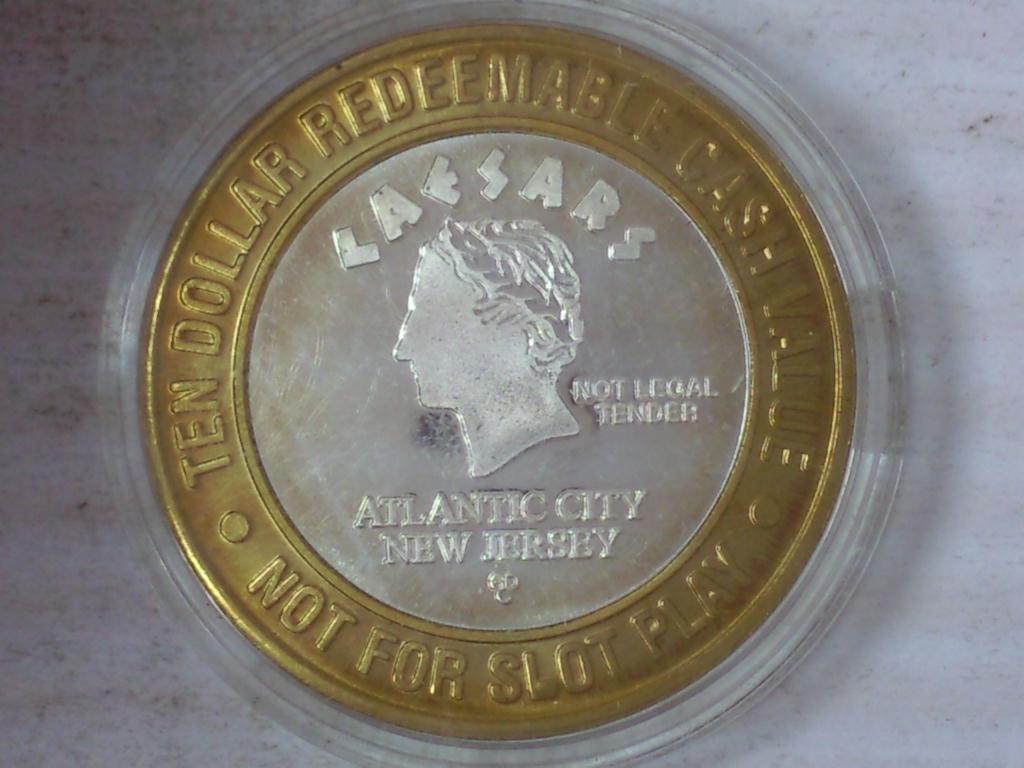 TEN DOLLAR REDEEMABLE CASH VALUE
CAESARS
NOT LEGAL
TENDER
ATLANTIC CITY
NEW JERSEY
NOT FOR SLOT PLAY